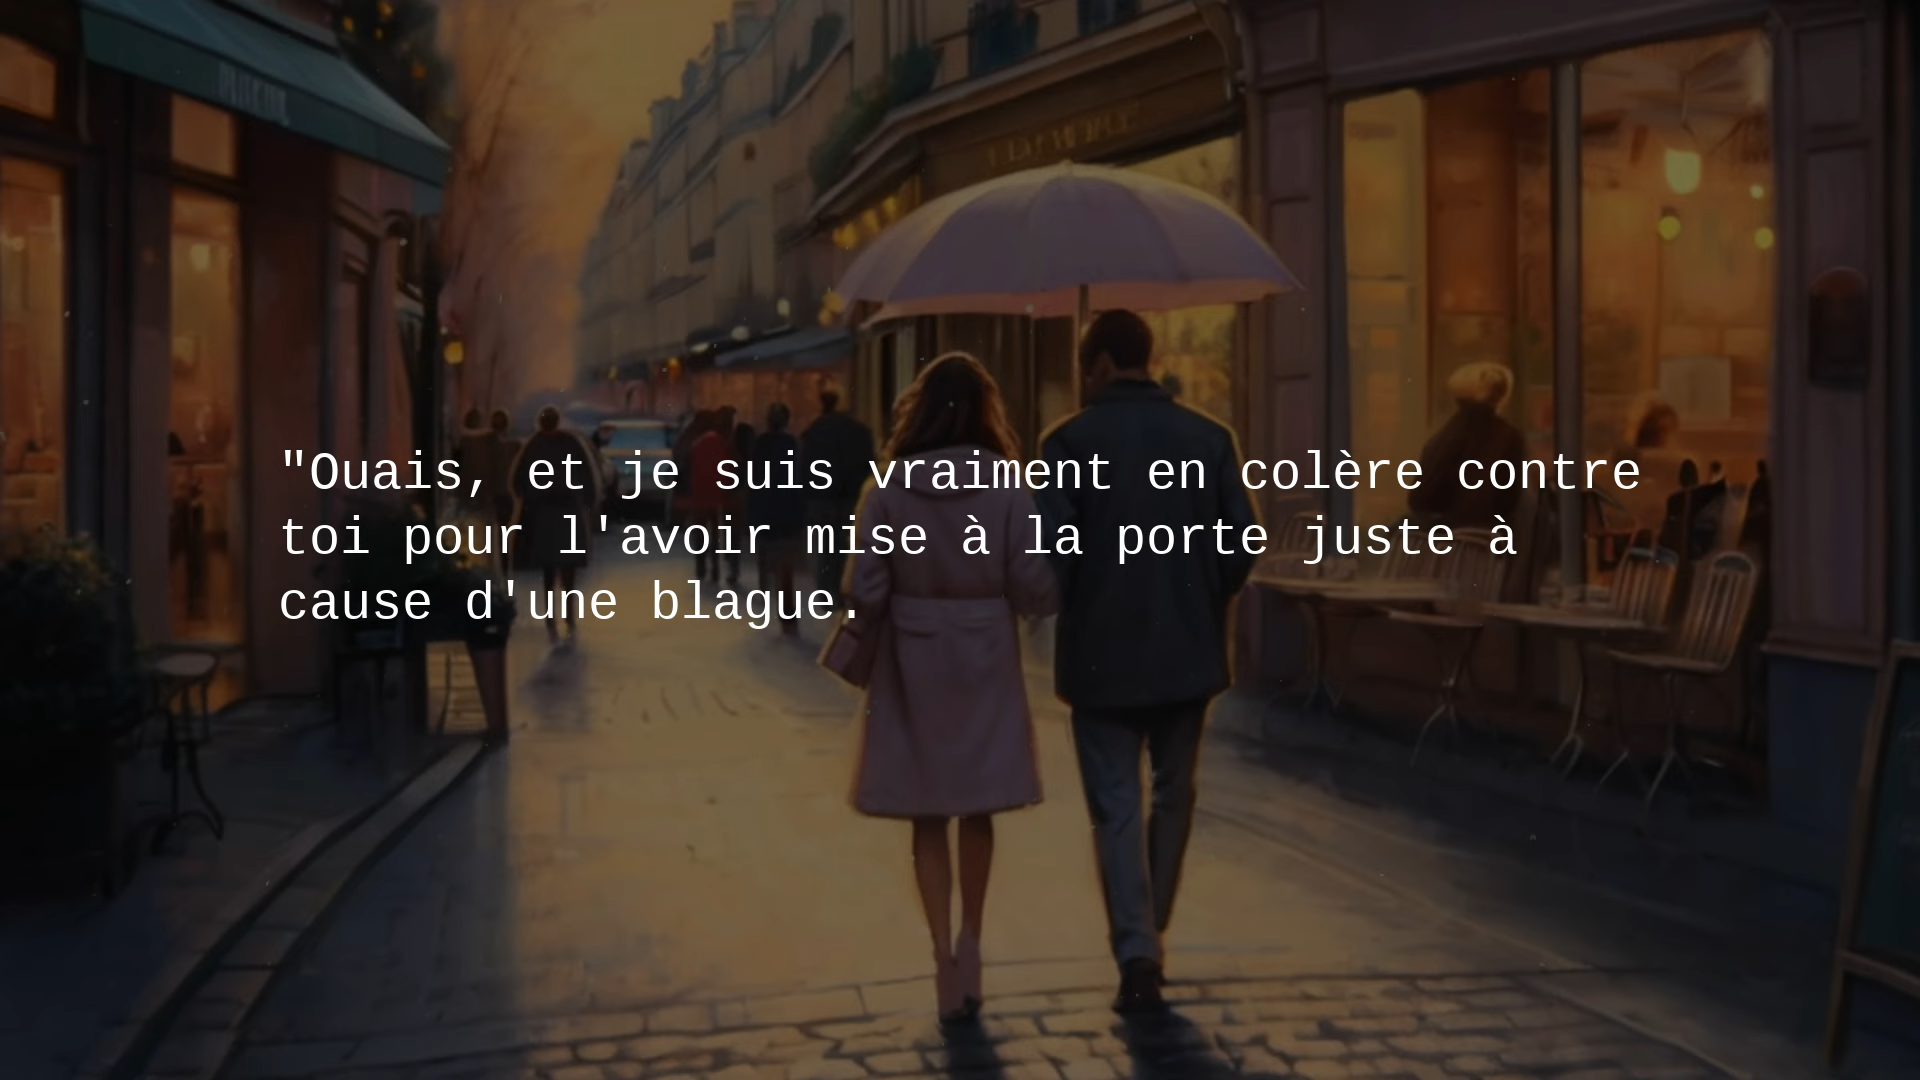 "Ouais, et je suis vraiment en colère contre
toi pour l'avoir mise à la porte juste à
cause d'une blague.